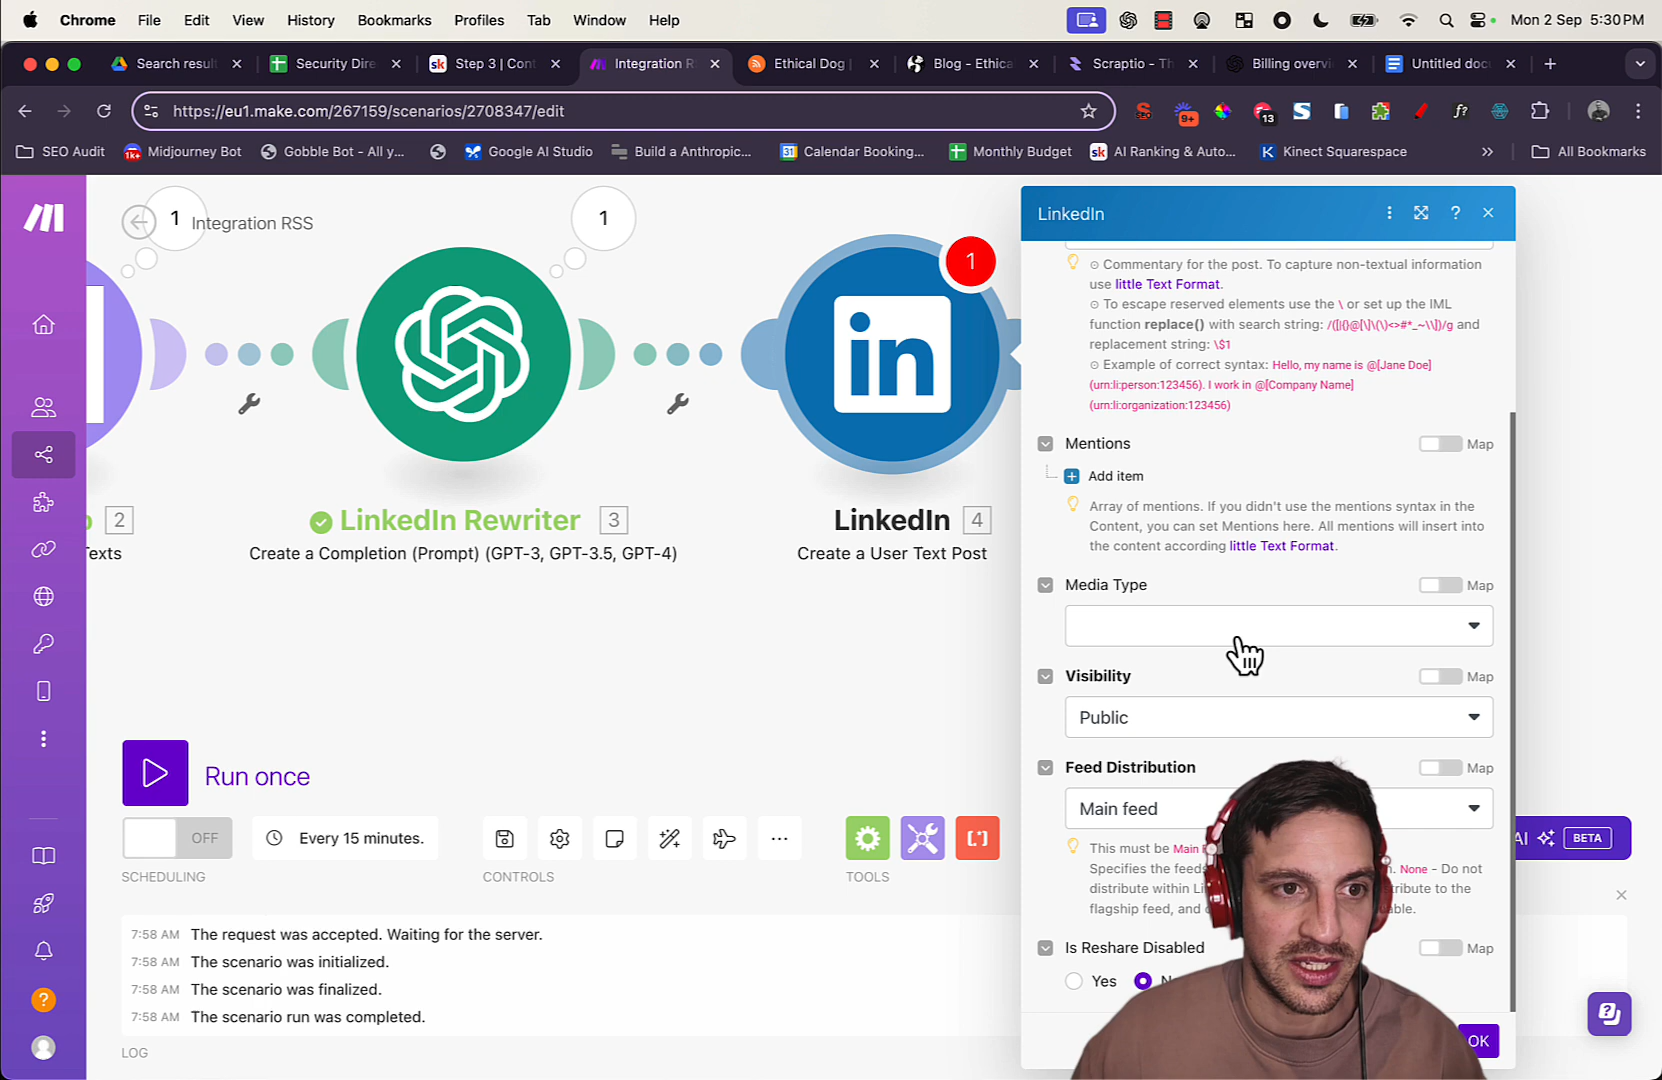 Chrome File Edit View History Bookmarks Profiles Tab Window Help Mon 2 Sep 5:30 PM
Search result Security Dire Step 3 | Cont Integration R Ethical Dog Blog - Ethica Scraptio - Th Billing overvi Untitled doc
https://eu1.make.com/267159/scenarios/2708347/edit 9+ 13 f?
SEO Audit 1k+ Midjourney Bot Gobble Bot - All y... Google AI Studio Build a Anthropic... 31 Calendar Booking... Monthly Budget sk AI Ranking & Auto... K Kinect Squarespace » All Bookmarks
1 Integration RSS
1
1
in
2
Texts
LinkedIn Rewriter 3
Create a Completion (Prompt) (GPT-3, GPT-3.5, GPT-4)
LinkedIn 4
Create a User Text Post
Run once
OFF Every 15 minutes.
SCHEDULING CONTROLS TOOLS
AI BETA
7:58 AM The request was accepted. Waiting for the server.
7:58 AM The scenario was initialized.
7:58 AM The scenario was finalized.
7:58 AM The scenario run was completed.
LOG
LinkedIn
Commentary for the post. To capture non-textual information
use little Text Format.
To escape reserved elements use the \ or set up the IML
function replace() with search string: /([|{}@[\]\(\)<>#*_~\\])/g and
replacement string: \$1
Example of correct syntax: Hello, my name is @[Jane Doe]
(urn:li:person:123456). I work in @[Company Name]
(urn:li:organization:123456)
Mentions Map
Add item
Array of mentions. If you didn't use the mentions syntax in the
Content, you can set Mentions here. All mentions will insert into
the content according little Text Format.
Media Type Map
Visibility Map
Public
Feed Distribution Map
Main feed
This must be Main
Specifies the feeds None - Do not
distribute within Li tribute to the
flagship feed, and
Is Reshare Disabled Map
Yes
OK